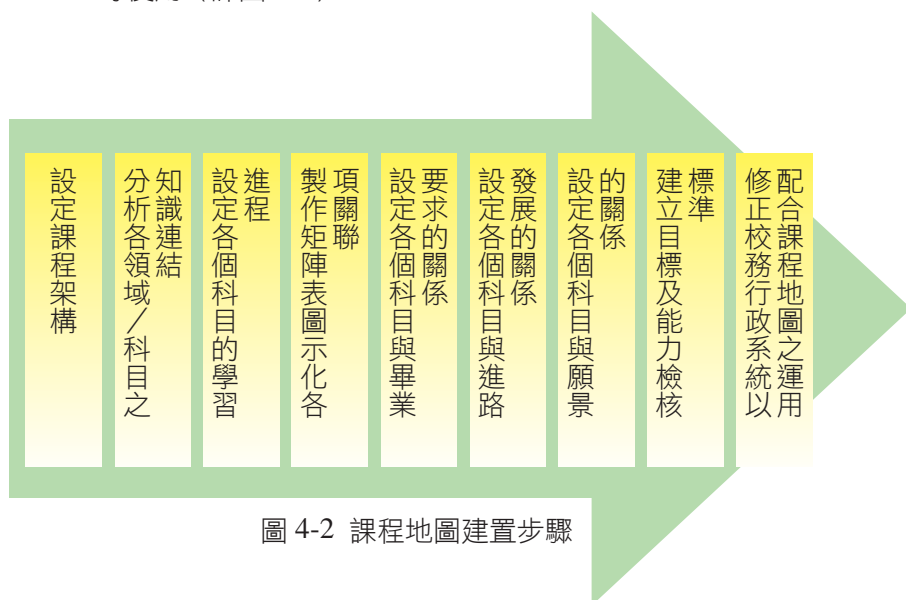 設定課程架構
分析各領域／科目之
知識連結
設定各個科目的學習
進程
製作矩陣表圖示化各
項關聯
設定各個科目與畢業
要求的關係
設定各個科目與進路
發展的關係
設定各個科目與願景
的關係
建立目標及能力檢核
標準
修正校務行政系統以
配合課程地圖之運用
圖 4-2 課程地圖建置步驟